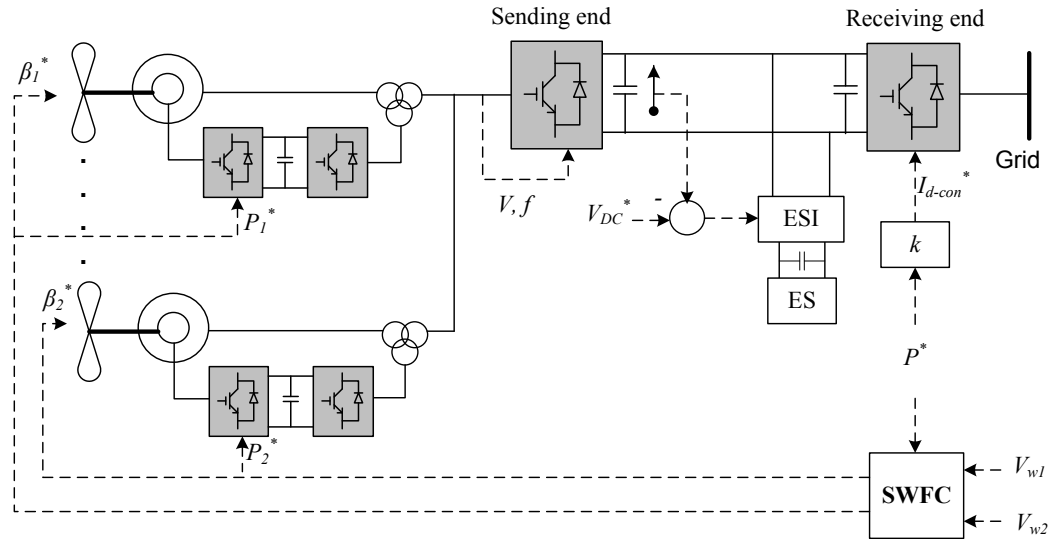 Sending end
Receiving end
β1*
P1*
V, f
VDC*
-
ESI
ES
Id-con*
k
Grid
β2*
P2*
P*
SWFC
Vw1
Vw2